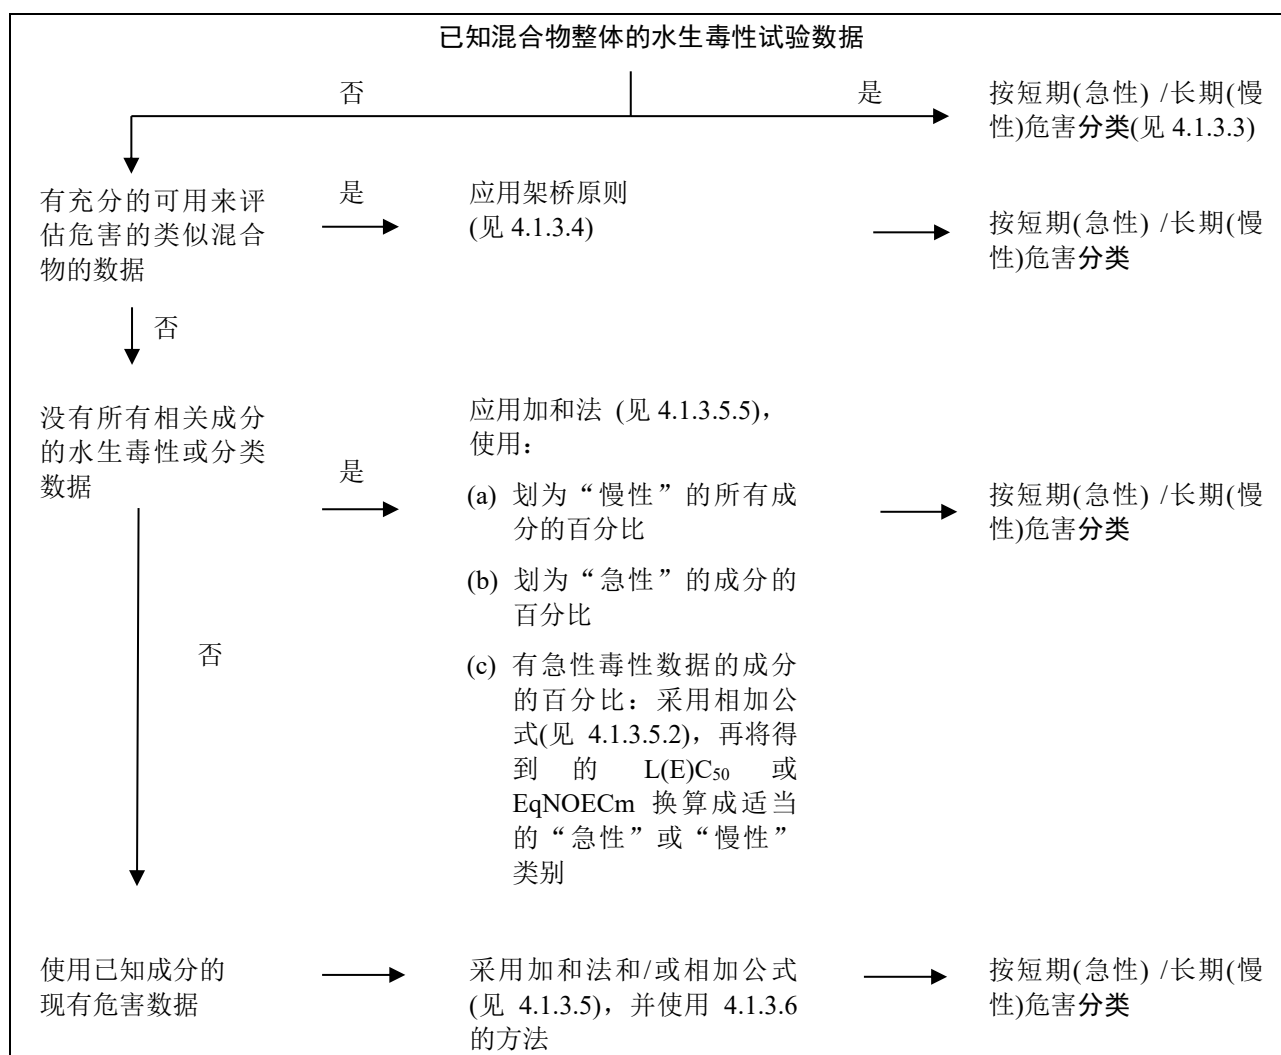 已知混合物整体的水生毒性试验数据
否
是
按短期(急性) /长期(慢
性)危害分类(见 4.1.3.3)
有充分的可用来评
估危害的类似混合
物的数据
是
应用架桥原则
(见 4.1.3.4)
按短期(急性) /长期(慢
性)危害分类
否
没有所有相关成分
的水生毒性或分类
数据
是
应用加和法 (见 4.1.3.5.5)，
使用：
(a) 划为“慢性”的所有成
分的百分比
(b) 划为“急性”的成分的
百分比
(c) 有急性毒性数据的成分
的百分比：采用相加公
式(见 4.1.3.5.2)，再将得
到 的 L(E)C₅₀ 或
EqNOECm 换算成适当
的“急性”或“慢性”
类别
按短期(急性) /长期(慢
性)危害分类
否
使用已知成分的
现有危害数据
采用加和法和/或相加公式
(见 4.1.3.5)，并使用 4.1.3.6
的方法
按短期(急性) /长期(慢
性)危害分类